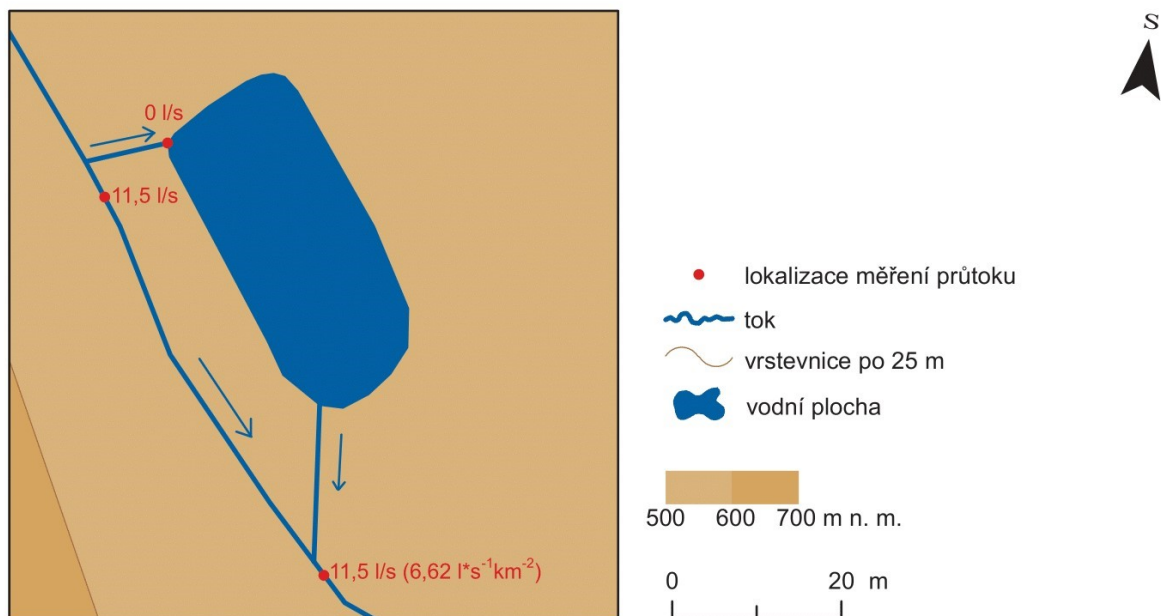 S
0 l/s
11,5 l/s
lokalizace měření průtoku
tok
vrstevnice po 25 m
vodní plocha
500 600 700 m n. m.
11,5 l/s (6,62 l*s⁻¹km⁻²)
0 20 m